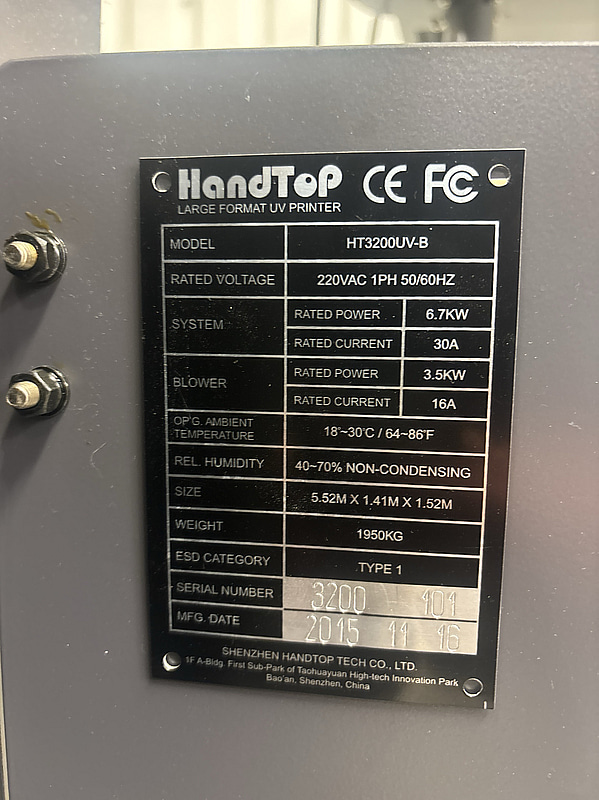 HandToP CE FC
LARGE FORMAT UV PRINTER
MODEL HT3200UV-B
RATED VOLTAGE 220VAC 1PH 50/60HZ
SYSTEM RATED POWER 6.7KW
RATED CURRENT 30A
BLOWER RATED POWER 3.5KW
RATED CURRENT 16A
OP'G. AMBIENT TEMPERATURE 18°~30℃ / 64~86°F
REL. HUMIDITY 40~70% NON-CONDENSING
SIZE 5.52M X 1.41M X 1.52M
WEIGHT 1950KG
ESD CATEGORY TYPE 1
SERIAL NUMBER 3200 - 101
MFG. DATE 2015 11 16
SHENZHEN HANDTOP TECH CO., LTD.
1F A-Bldg. First Sub-Park of Taohuayuan High-tech Innovation Park
Bao'an, Shenzhen, China